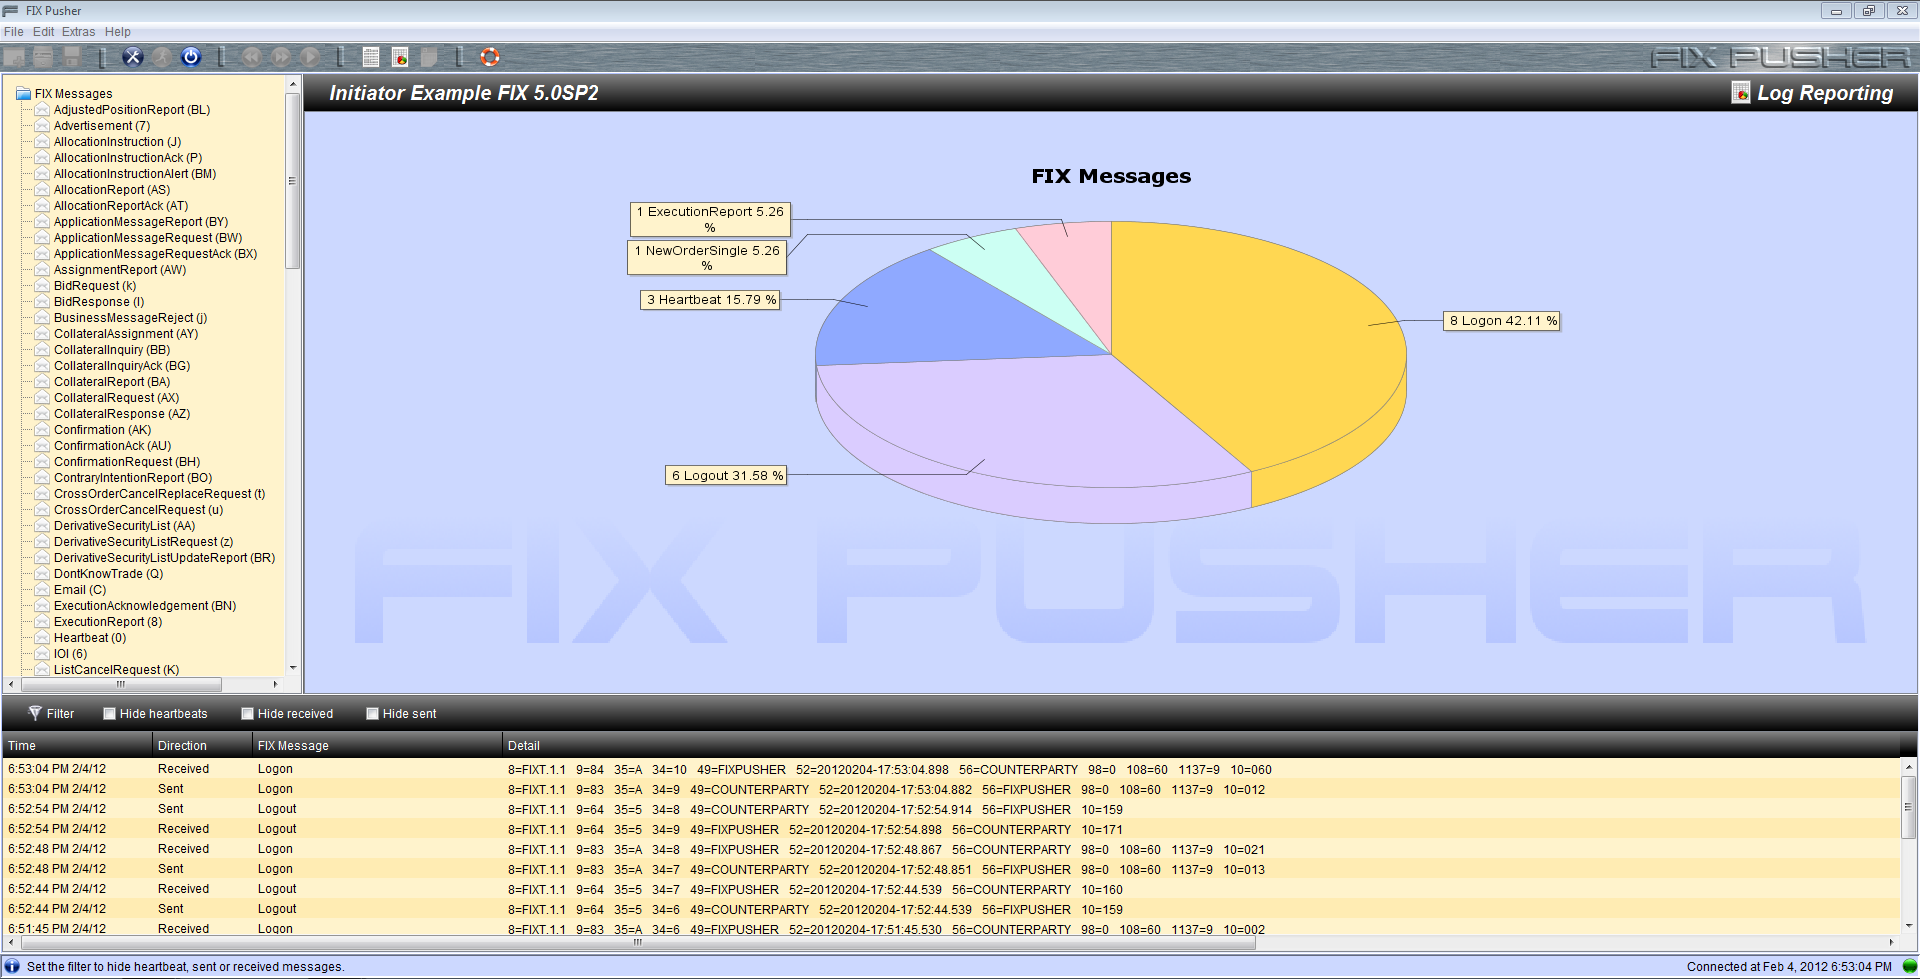 FIX Pusher
File Edit Extras Help
FIX PUSHER
FIX Messages
AdjustedPositionReport (BL)
Advertisement (7)
AllocationInstruction (J)
AllocationInstructionAck (P)
AllocationInstructionAlert (BM)
AllocationReport (AS)
AllocationReportAck (AT)
ApplicationMessageReport (BY)
ApplicationMessageRequest (BW)
ApplicationMessageRequestAck (BX)
AssignmentReport (AW)
BidRequest (k)
BidResponse (l)
BusinessMessageReject (j)
CollateralAssignment (AY)
CollateralInquiry (BB)
CollateralInquiryAck (BG)
CollateralReport (BA)
CollateralRequest (AX)
CollateralResponse (AZ)
Confirmation (AK)
ConfirmationAck (AU)
ConfirmationRequest (BH)
ContraryIntentionReport (BO)
CrossOrderCancelReplaceRequest (t)
CrossOrderCancelRequest (u)
DerivativeSecurityList (AA)
DerivativeSecurityListRequest (z)
DerivativeSecurityListUpdateReport (BR)
DontKnowTrade (Q)
Email (C)
ExecutionAcknowledgement (BN)
ExecutionReport (8)
Heartbeat (0)
IOI (6)
ListCancelRequest (K)
Initiator Example FIX 5.0SP2
Log Reporting
FIX Messages
1 ExecutionReport 5.26
%
1 NewOrderSingle 5.26
%
3 Heartbeat 15.79 %
8 Logon 42.11 %
6 Logout 31.58 %
FIX PUSHER
Filter Hide heartbeats Hide received Hide sent
Time Direction FIX Message Detail
6:53:04 PM 2/4/12 Received Logon 8=FIXT.1.1 9=84 35=A 34=10 49=FIXPUSHER 52=20120204-17:53:04.898 56=COUNTERPARTY 98=0 108=60 1137=9 10=060
6:53:04 PM 2/4/12 Sent Logon 8=FIXT.1.1 9=83 35=A 34=9 49=COUNTERPARTY 52=20120204-17:53:04.882 56=FIXPUSHER 98=0 108=60 1137=9 10=012
6:52:54 PM 2/4/12 Sent Logout 8=FIXT.1.1 9=64 35=5 34=8 49=COUNTERPARTY 52=20120204-17:52:54.914 56=FIXPUSHER 10=159
6:52:54 PM 2/4/12 Received Logout 8=FIXT.1.1 9=64 35=5 34=9 49=FIXPUSHER 52=20120204-17:52:54.898 56=COUNTERPARTY 10=171
6:52:48 PM 2/4/12 Received Logon 8=FIXT.1.1 9=83 35=A 34=8 49=FIXPUSHER 52=20120204-17:52:48.867 56=COUNTERPARTY 98=0 108=60 1137=9 10=021
6:52:48 PM 2/4/12 Sent Logon 8=FIXT.1.1 9=83 35=A 34=7 49=COUNTERPARTY 52=20120204-17:52:48.851 56=FIXPUSHER 98=0 108=60 1137=9 10=013
6:52:44 PM 2/4/12 Received Logout 8=FIXT.1.1 9=64 35=5 34=7 49=FIXPUSHER 52=20120204-17:52:44.539 56=COUNTERPARTY 10=160
6:52:44 PM 2/4/12 Sent Logout 8=FIXT.1.1 9=64 35=5 34=6 49=COUNTERPARTY 52=20120204-17:52:44.539 56=FIXPUSHER 10=159
6:51:45 PM 2/4/12 Received Logon 8=FIXT.1.1 9=83 35=A 34=6 49=FIXPUSHER 52=20120204-17:51:45.530 56=COUNTERPARTY 98=0 108=60 1137=9 10=002
Set the filter to hide heartbeat, sent or received messages.
Connected at Feb 4, 2012 6:53:04 PM